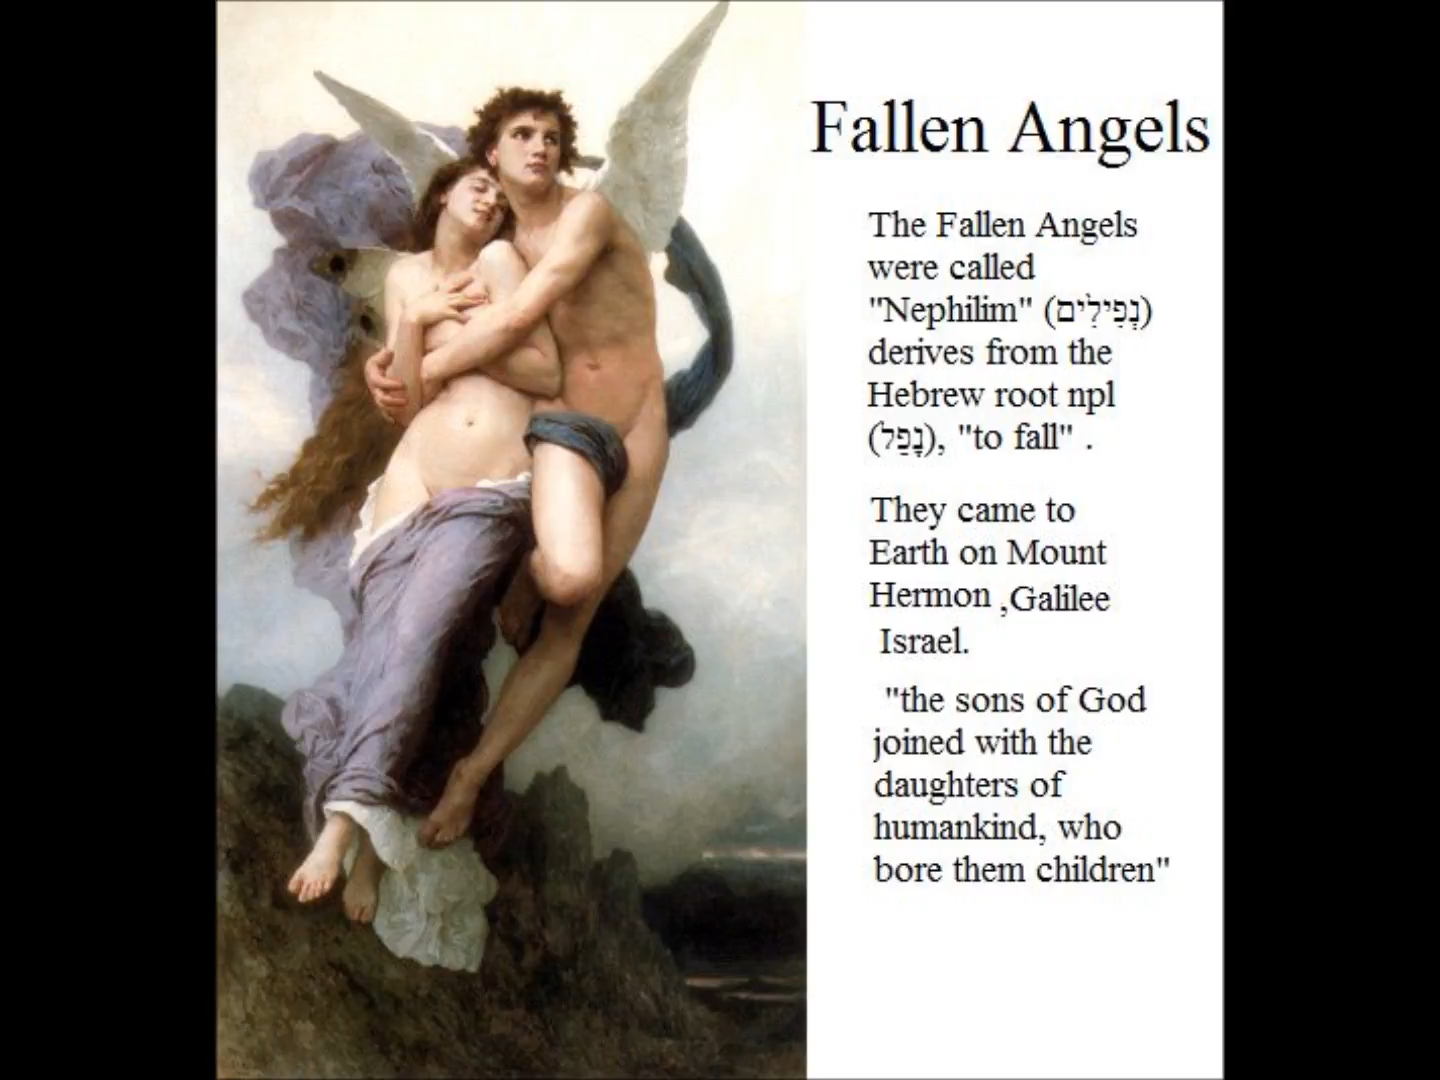 Fallen Angels
The Fallen Angels
were called
"Nephilim" (נְפִילִים)
derives from the
Hebrew root npl
(נָפַל), "to fall" .
They came to
Earth on Mount
Hermon ,Galilee
Israel.
"the sons of God
joined with the
daughters of
humankind, who
bore them children"